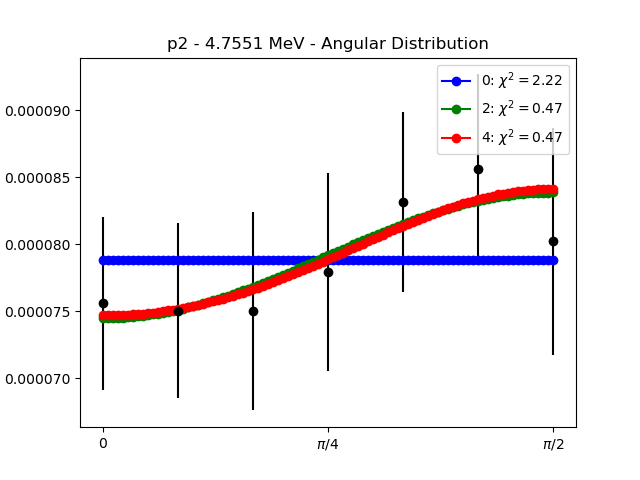 p2 - 4.7551 MeV - Angular Distribution
0: χ² = 2.22
2: χ² = 0.47
4: χ² = 0.47
0.000090
0.000085
0.000080
0.000075
0.000070
0
π/4
π/2